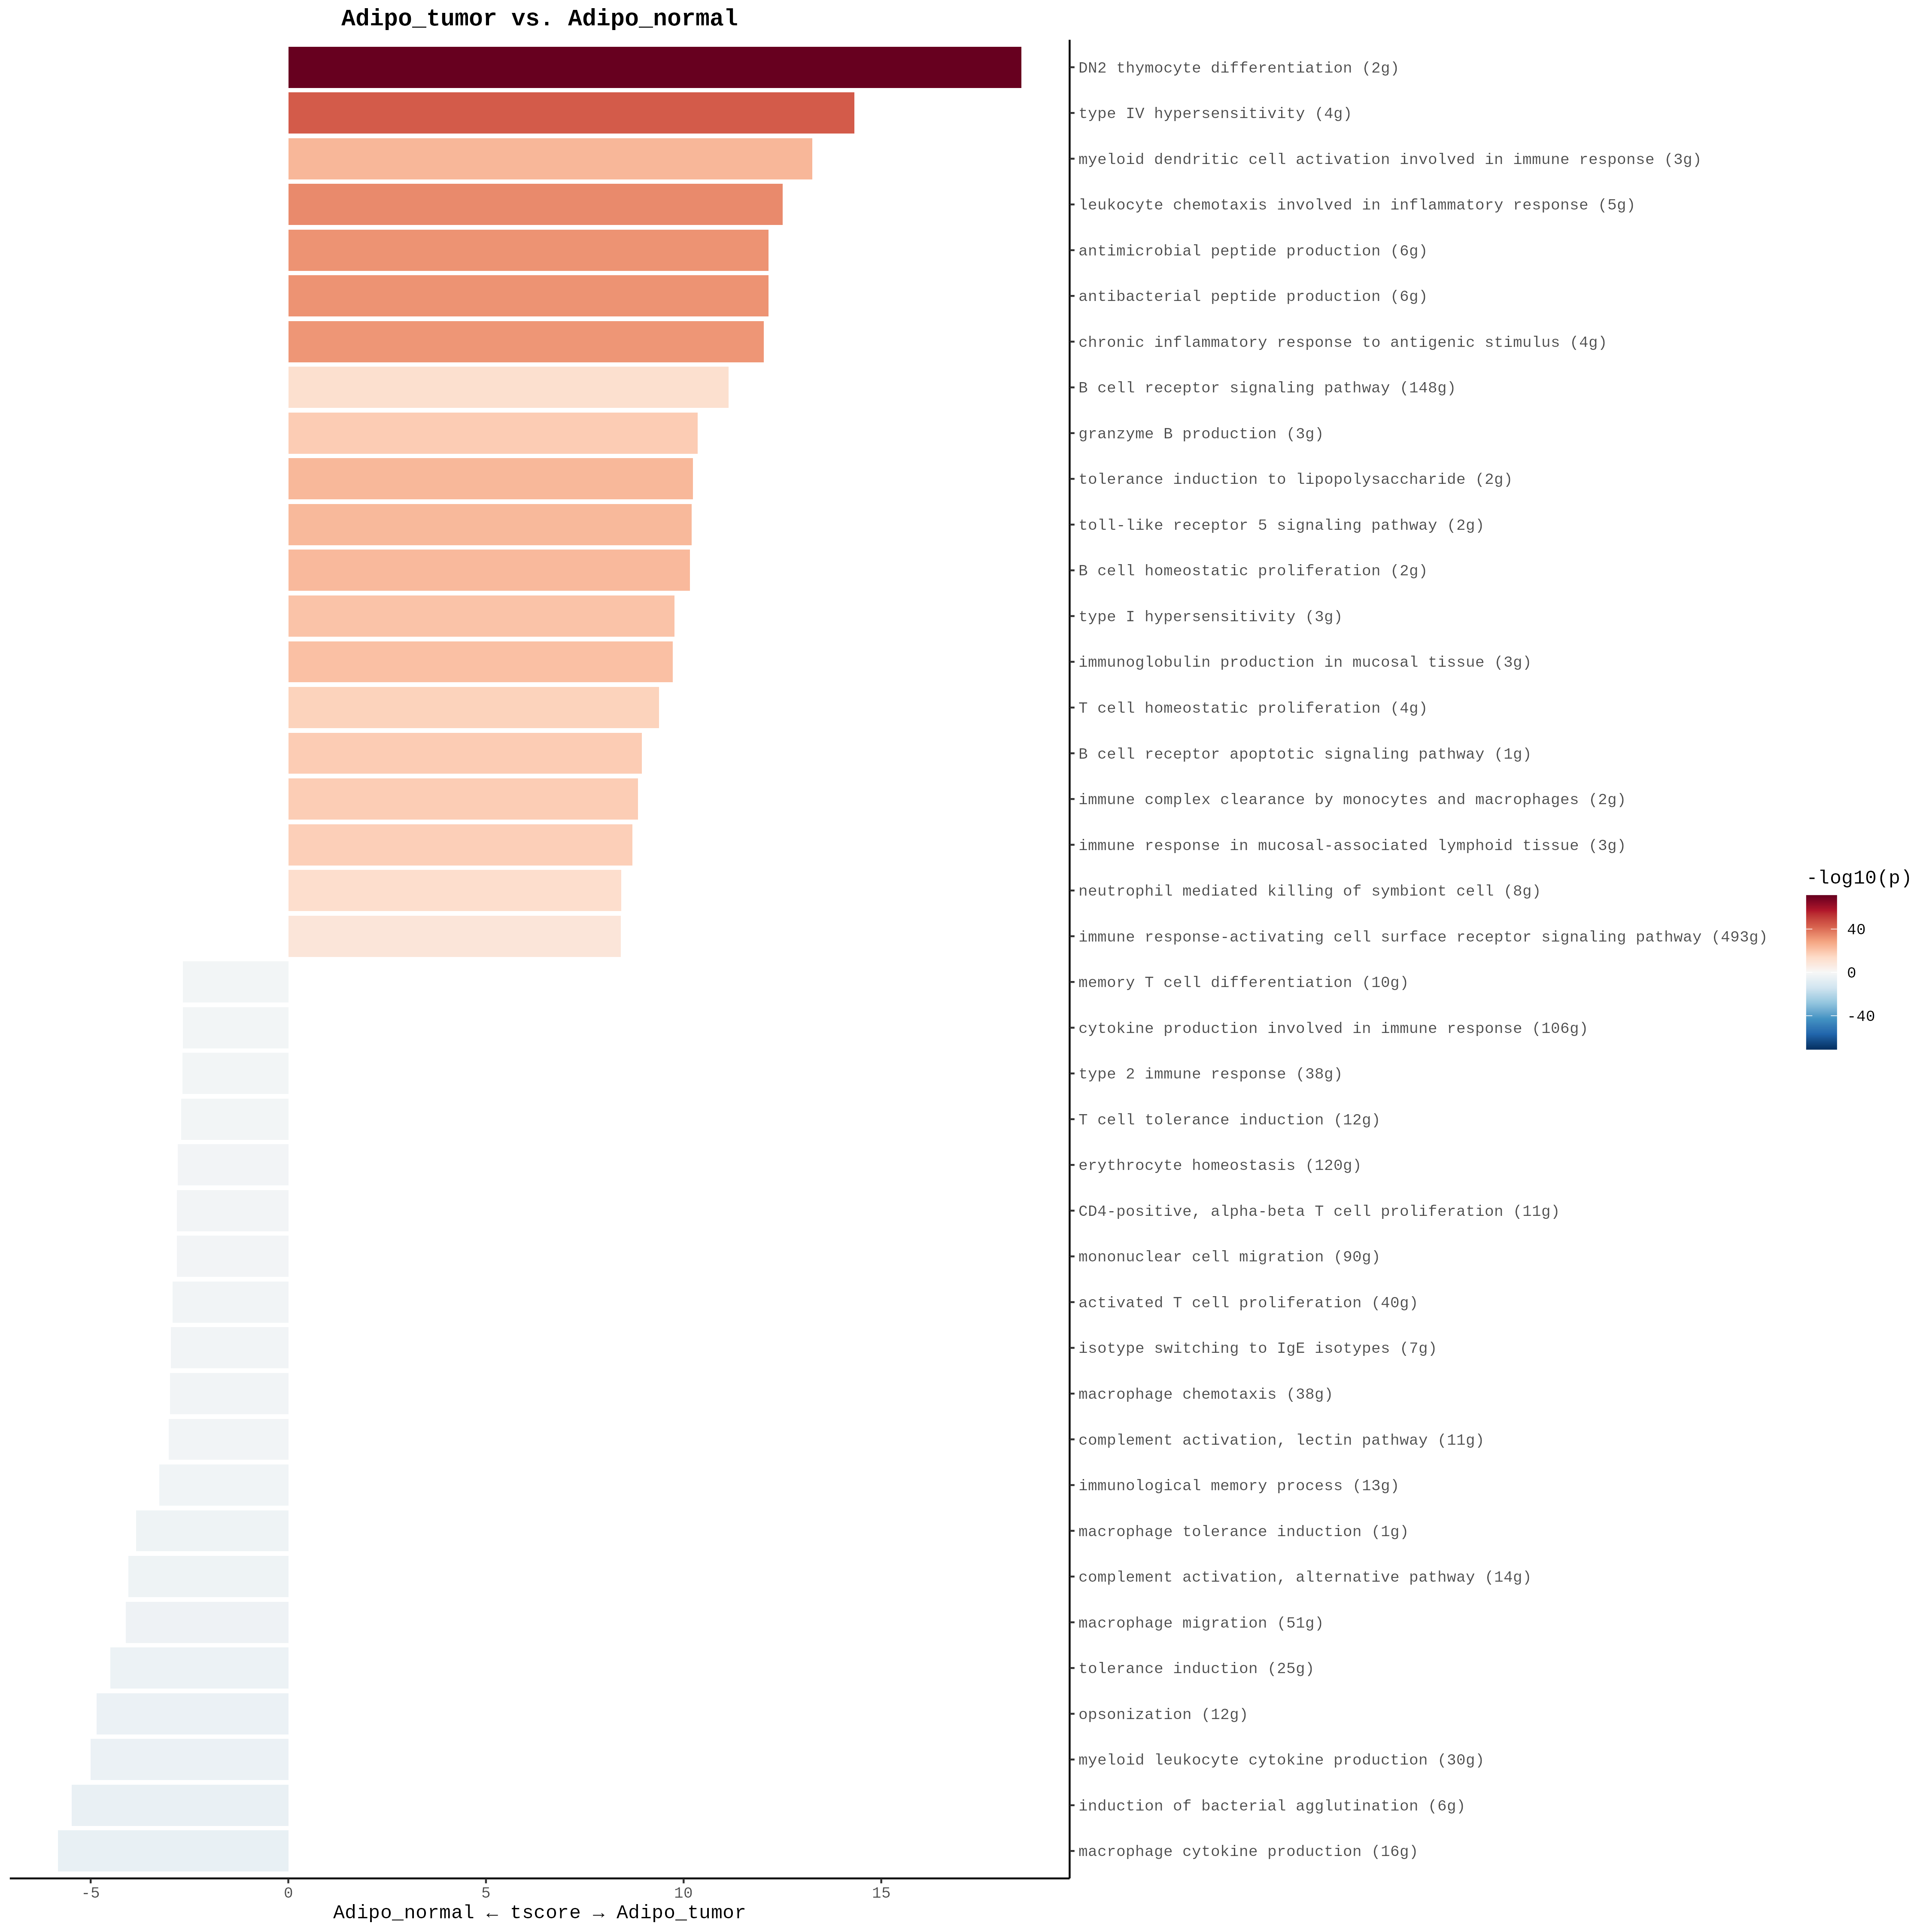 Adipo_tumor vs. Adipo_normal
DN2 thymocyte differentiation (2g)
type IV hypersensitivity (4g)
myeloid dendritic cell activation involved in immune response (3g)
leukocyte chemotaxis involved in inflammatory response (5g)
antimicrobial peptide production (6g)
antibacterial peptide production (6g)
chronic inflammatory response to antigenic stimulus (4g)
B cell receptor signaling pathway (148g)
granzyme B production (3g)
tolerance induction to lipopolysaccharide (2g)
toll-like receptor 5 signaling pathway (2g)
B cell homeostatic proliferation (2g)
type I hypersensitivity (3g)
immunoglobulin production in mucosal tissue (3g)
T cell homeostatic proliferation (4g)
B cell receptor apoptotic signaling pathway (1g)
immune complex clearance by monocytes and macrophages (2g)
immune response in mucosal-associated lymphoid tissue (3g)
neutrophil mediated killing of symbiont cell (8g)
immune response-activating cell surface receptor signaling pathway (493g)
memory T cell differentiation (10g)
cytokine production involved in immune response (106g)
type 2 immune response (38g)
T cell tolerance induction (12g)
erythrocyte homeostasis (120g)
CD4-positive, alpha-beta T cell proliferation (11g)
mononuclear cell migration (90g)
activated T cell proliferation (40g)
isotype switching to IgE isotypes (7g)
macrophage chemotaxis (38g)
complement activation, lectin pathway (11g)
immunological memory process (13g)
macrophage tolerance induction (1g)
complement activation, alternative pathway (14g)
macrophage migration (51g)
tolerance induction (25g)
opsonization (12g)
myeloid leukocyte cytokine production (30g)
induction of bacterial agglutination (6g)
macrophage cytokine production (16g)
-5 0 5 10 15
Adipo_normal ← tscore → Adipo_tumor
-log10(p)
40
0
-40